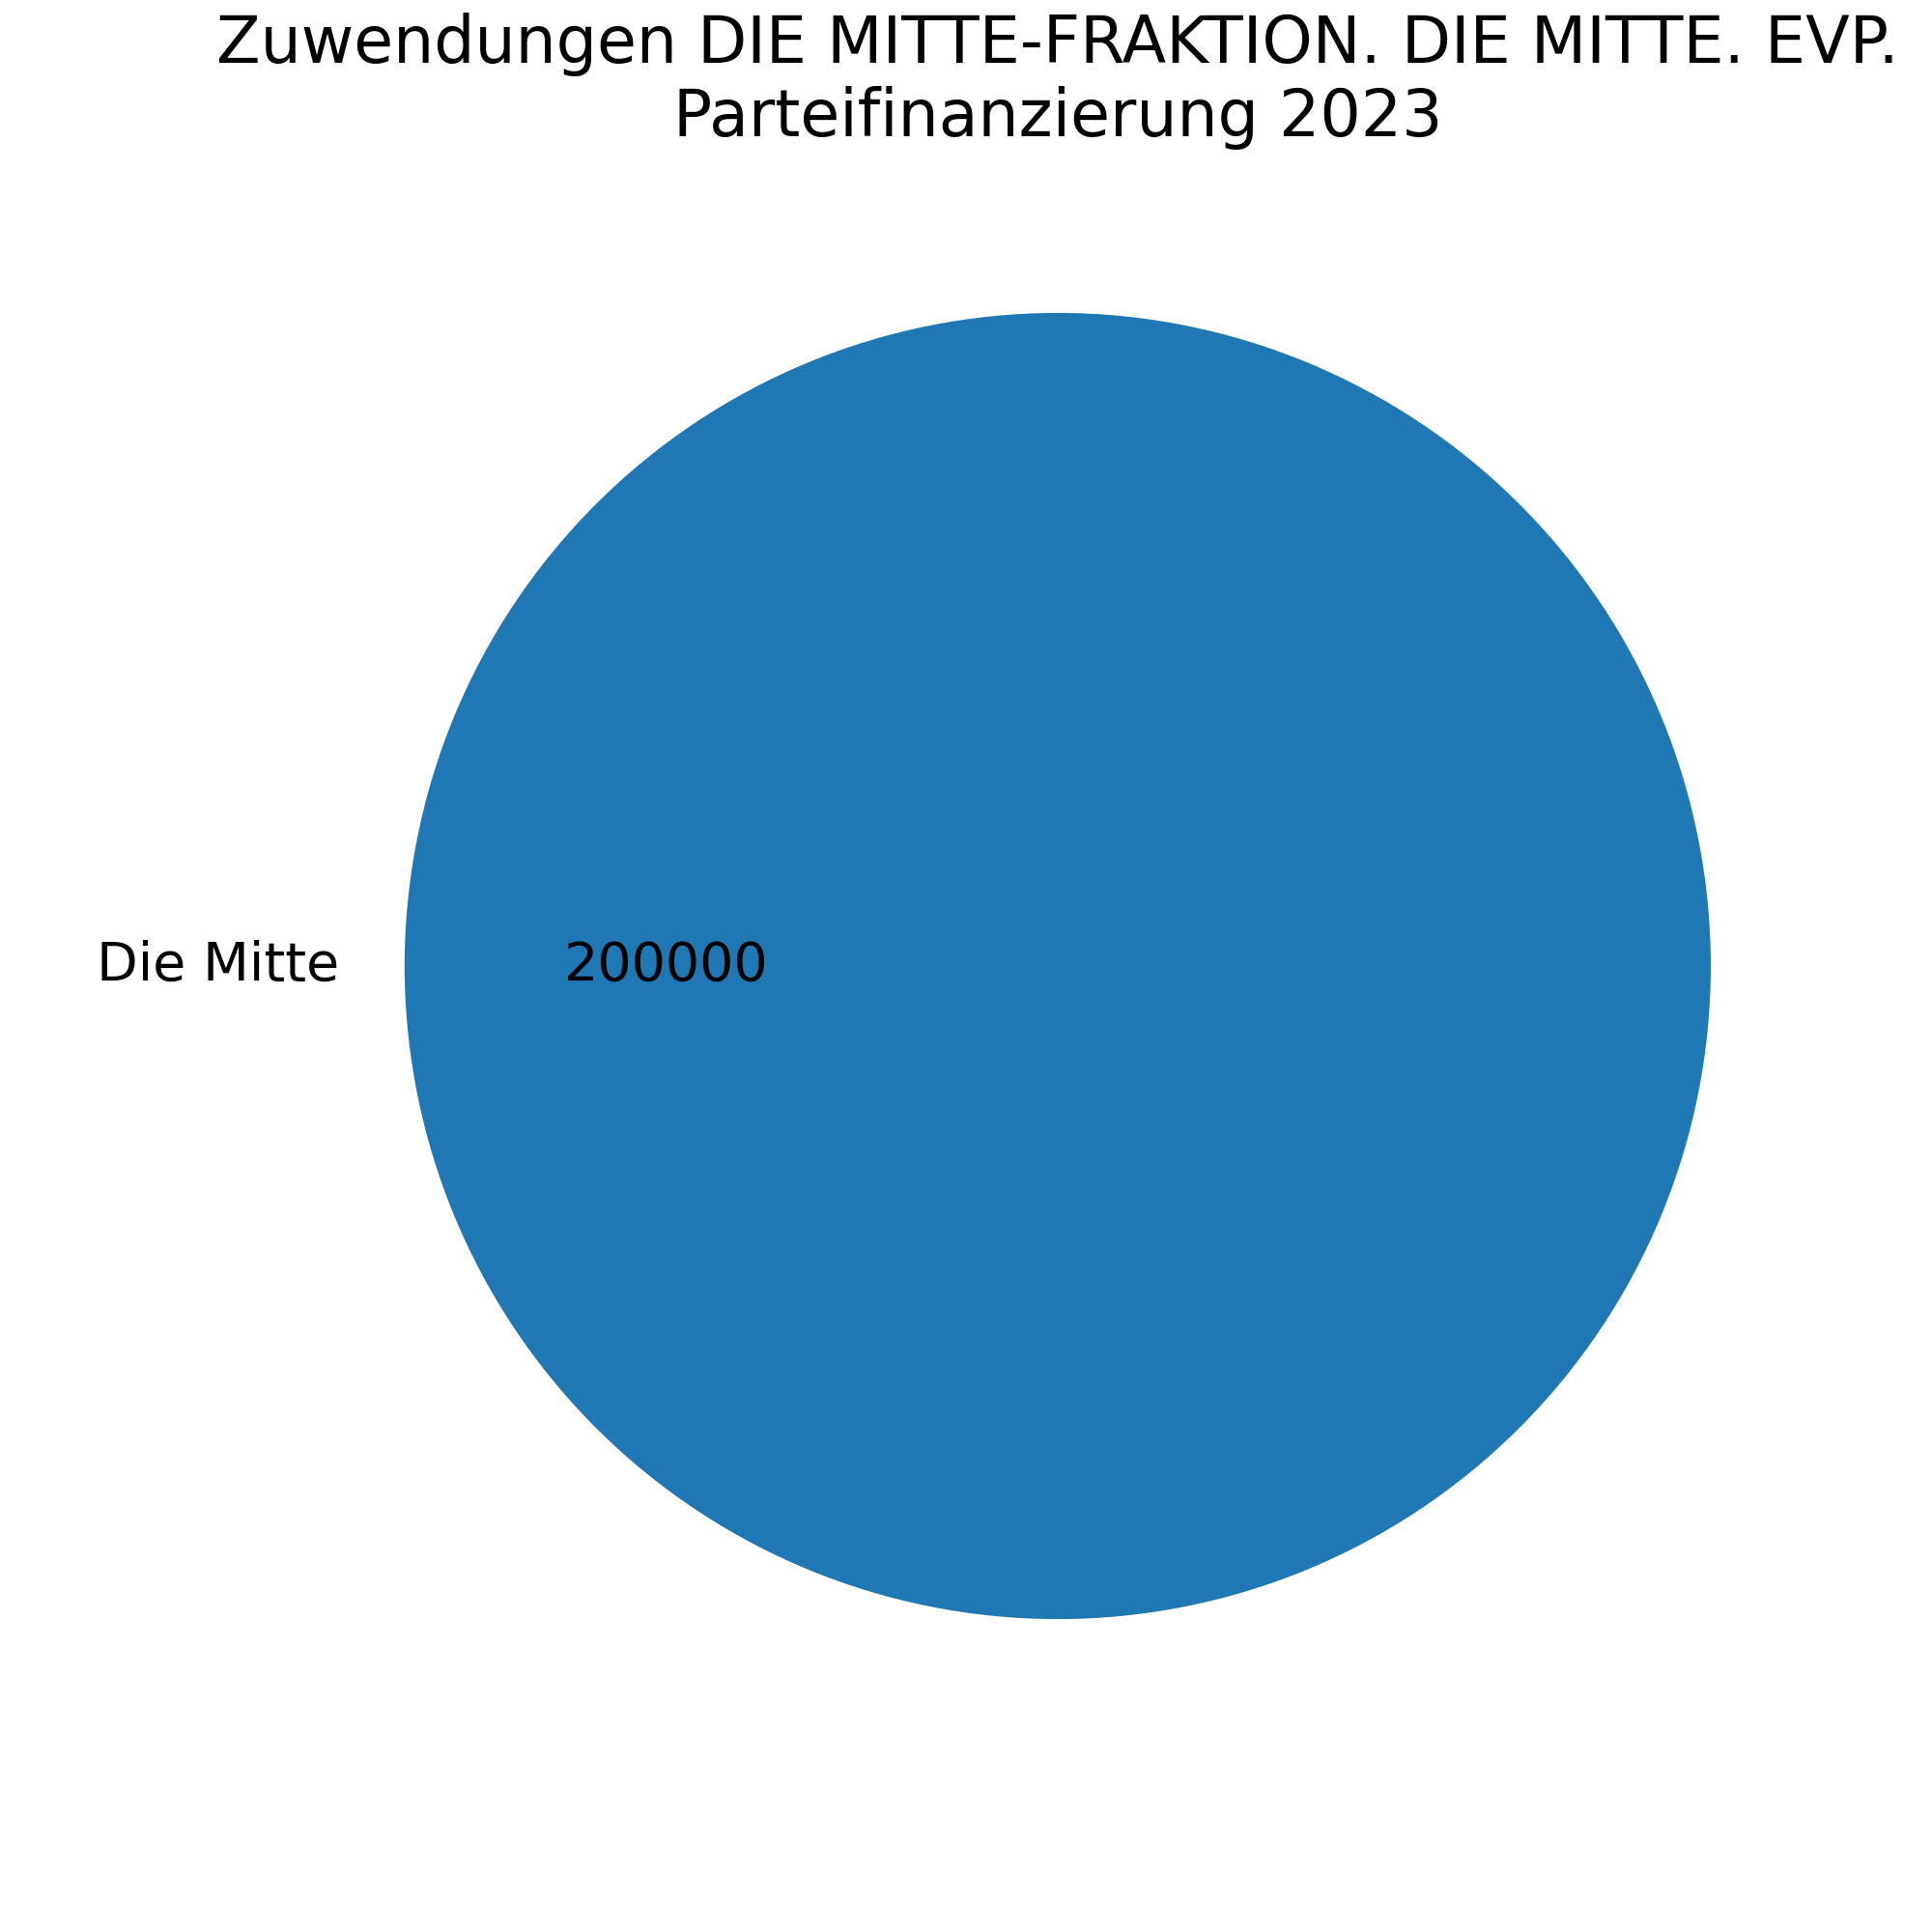 Zuwendungen DIE MITTE-FRAKTION. DIE MITTE. EVP.
Parteifinanzierung 2023
Die Mitte
200000